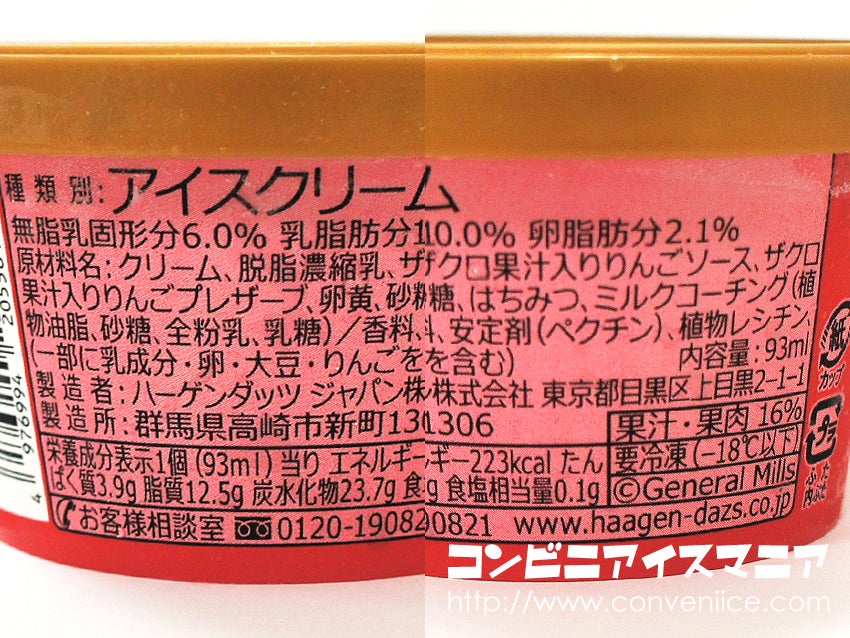 種類別:アイスクリーム
無脂乳固形分6.0% 乳脂肪分10.0% 卵脂肪分2.1%
原材料名:クリーム、脱脂濃縮乳、ザクロ果汁入りりんごソース、ザクロ
果汁入りりんごプレザーブ、卵黄、砂糖、はちみつ、ミルクコーチング(植
物油脂、砂糖、全粉乳、乳糖)/香料、安定剤(ペクチン)、植物レシチン、
(一部に乳成分・卵・大豆・りんごを含む) 内容量:93ml
製造者:ハーゲンダッツ ジャパン株式会社 東京都目黒区上目黒2-1-1
製造所:群馬県高崎市新町1306
果汁・果肉 16%
栄養成分表示1個(93ml)当り エネルギー223kcal たん
ぱく質3.9g 脂質12.5g 炭水化物23.7g 食塩相当量0.1g
要冷凍(-18℃以下)
©General Mills
お客様相談室 0120-190821 www.haagen-dazs.co.jp
ミニ
紙
カップ
プラ
ふた
内ぶた
4 976994
コンビニアイスマニア
http://www.conveniice.com/